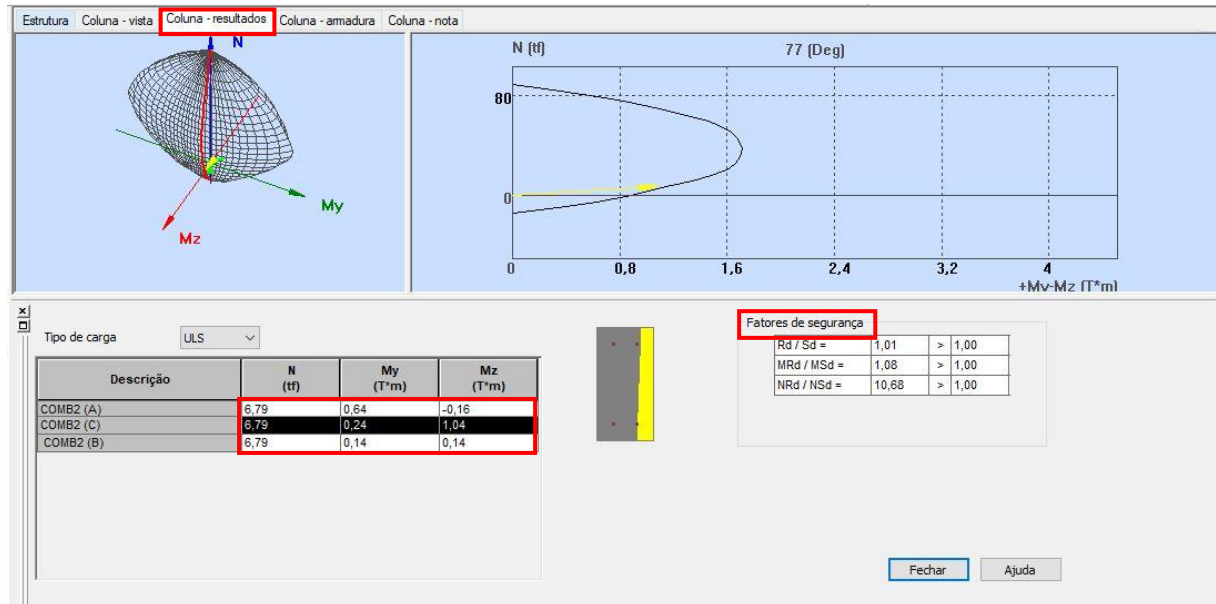 Estrutura Coluna - vista Coluna - resultados Coluna - armadura Coluna - nota
N
My
Mz
N (tf)
77 (Deg)
80
0
0 0,8 1,6 2,4 3,2 4
+My-Mz (T*m)
Tipo de carga ULS
Descrição N (tf) My (T*m) Mz (T*m)
COMB2 (A) 6,79 0,64 -0,16
COMB2 (C) 6,79 0,24 1,04
COMB2 (B) 6,79 0,14 0,14
Fatores de segurança
Rd / Sd = 1,01 > 1,00
MRd / MSd = 1,08 > 1,00
NRd / NSd = 10,68 > 1,00
Fechar Ajuda